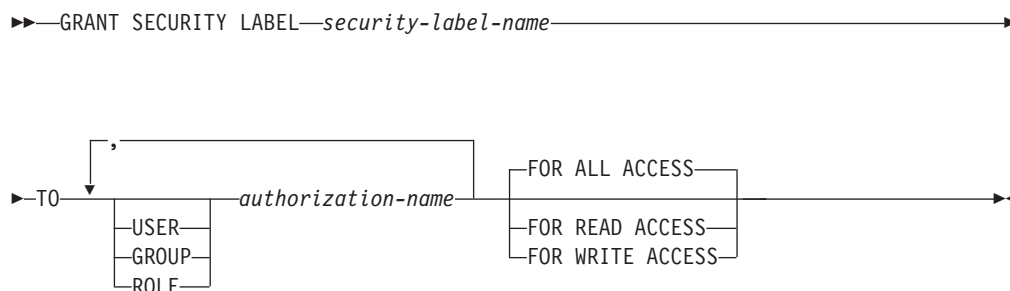 GRANT SECURITY LABEL security-label-name
,
TO
USER
GROUP
ROLE
authorization-name
FOR ALL ACCESS
FOR READ ACCESS
FOR WRITE ACCESS